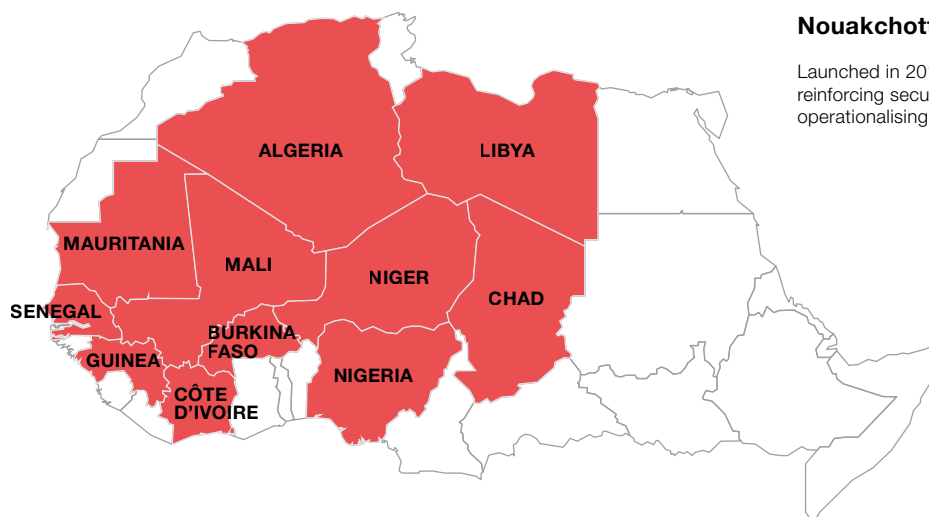 Nouakchott
Launched in 20
reinforcing secu
operationalising
ALGERIA
LIBYA
MAURITANIA
MALI
NIGER
CHAD
SENEGAL
BURKINA
FASO
GUINEA
NIGERIA
CÔTE
D'IVOIRE